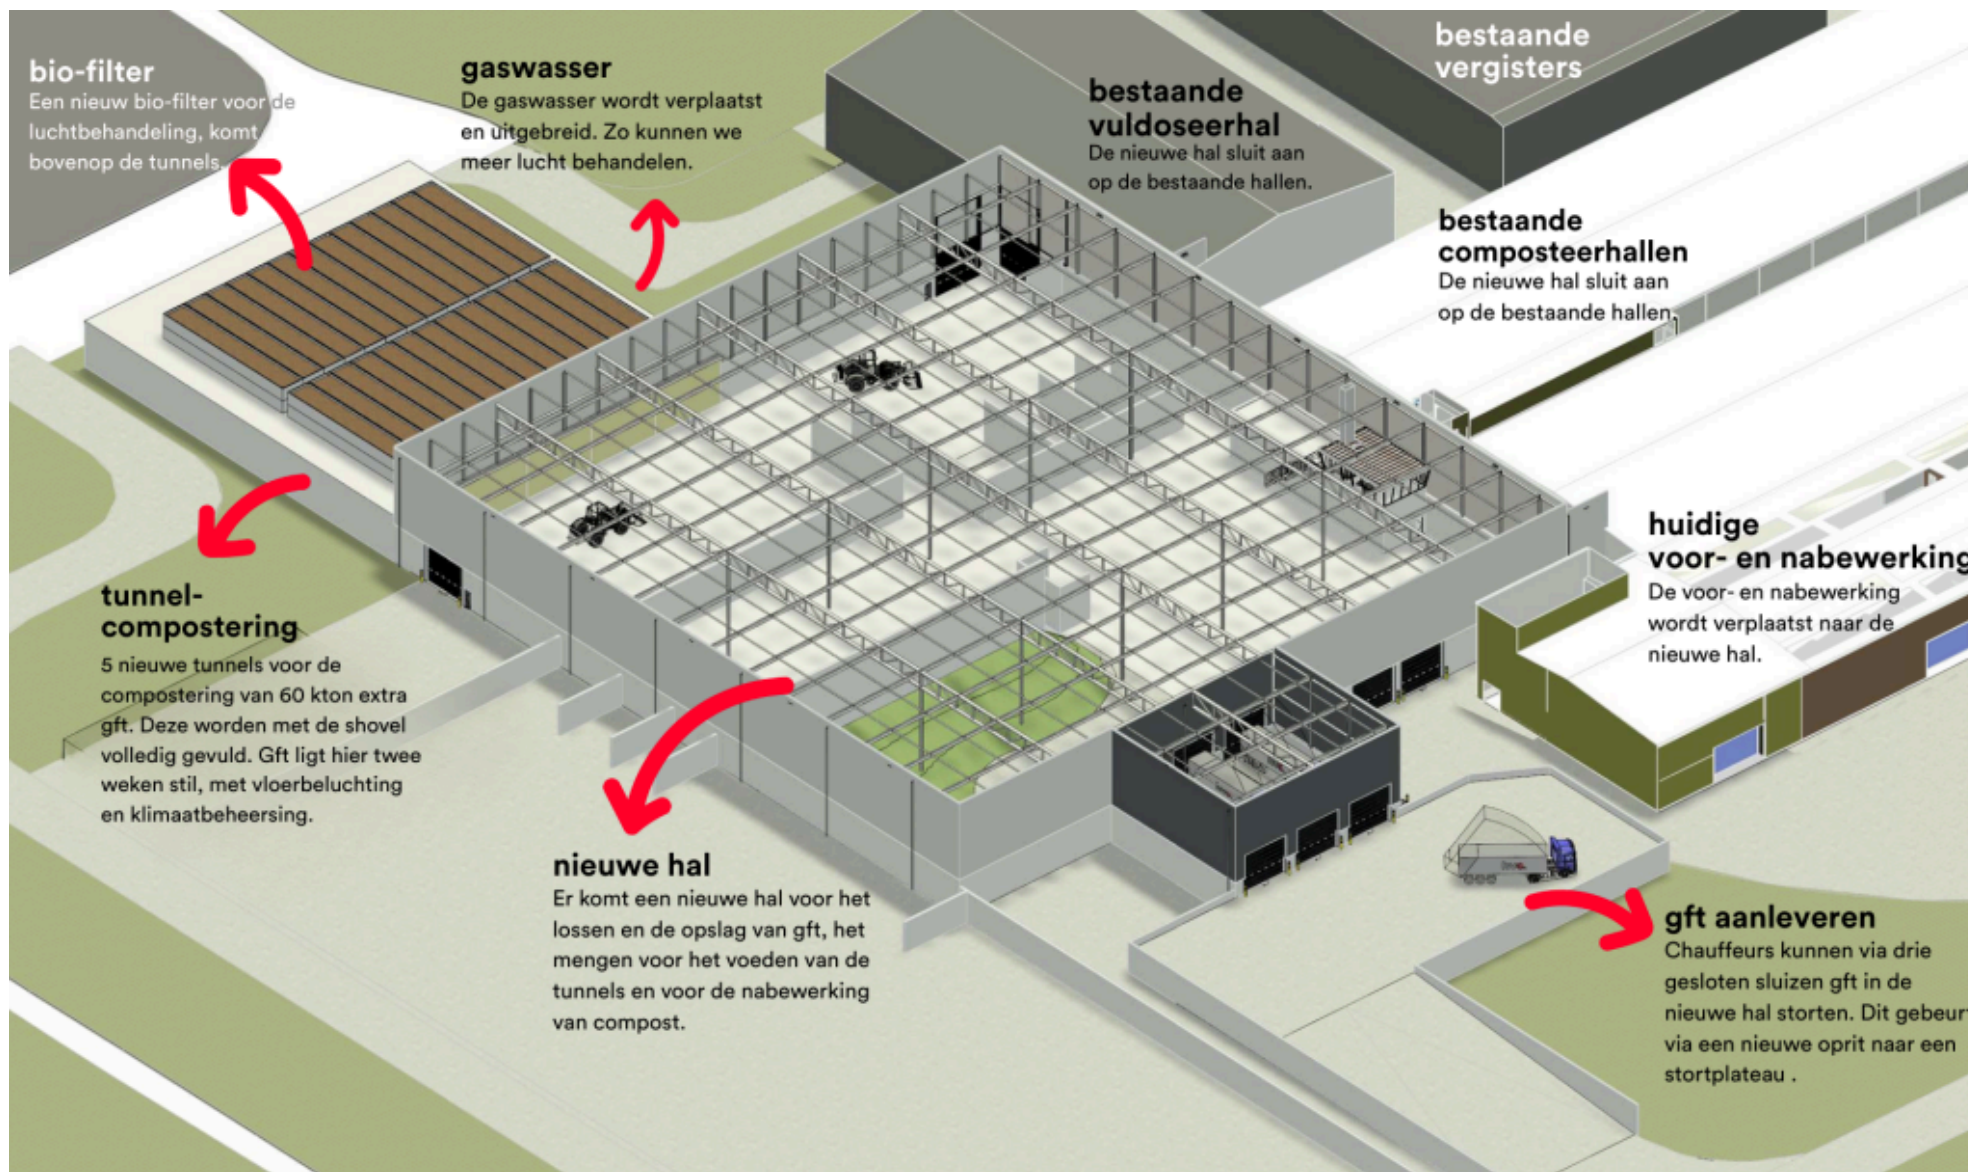 bio-filter
Een nieuw bio-filter voor de
luchtbehandeling, komt
bovenop de tunnels.
gaswasser
De gaswasser wordt verplaatst
en uitgebreid. Zo kunnen we
meer lucht behandelen.
bestaande
vuldoseerhal
De nieuwe hal sluit aan
op de bestaande hallen.
bestaande
vergisters
bestaande
composteerhallen
De nieuwe hal sluit aan
op de bestaande hallen.
huidige
voor- en nabewerking
De voor- en nabewerking
wordt verplaatst naar de
nieuwe hal.
tunnel-
compostering
5 nieuwe tunnels voor de
compostering van 60 kton extra
gft. Deze worden met de shovel
volledig gevuld. Gft ligt hier twee
weken stil, met vloerbeluchting
en klimaatbeheersing.
nieuwe hal
Er komt een nieuwe hal voor het
lossen en de opslag van gft, het
mengen voor het voeden van de
tunnels en voor de nabewerking
van compost.
gft aanleveren
Chauffeurs kunnen via drie
gesloten sluizen gft in de
nieuwe hal storten. Dit gebeurt
via een nieuwe oprit naar een
stortplateau .